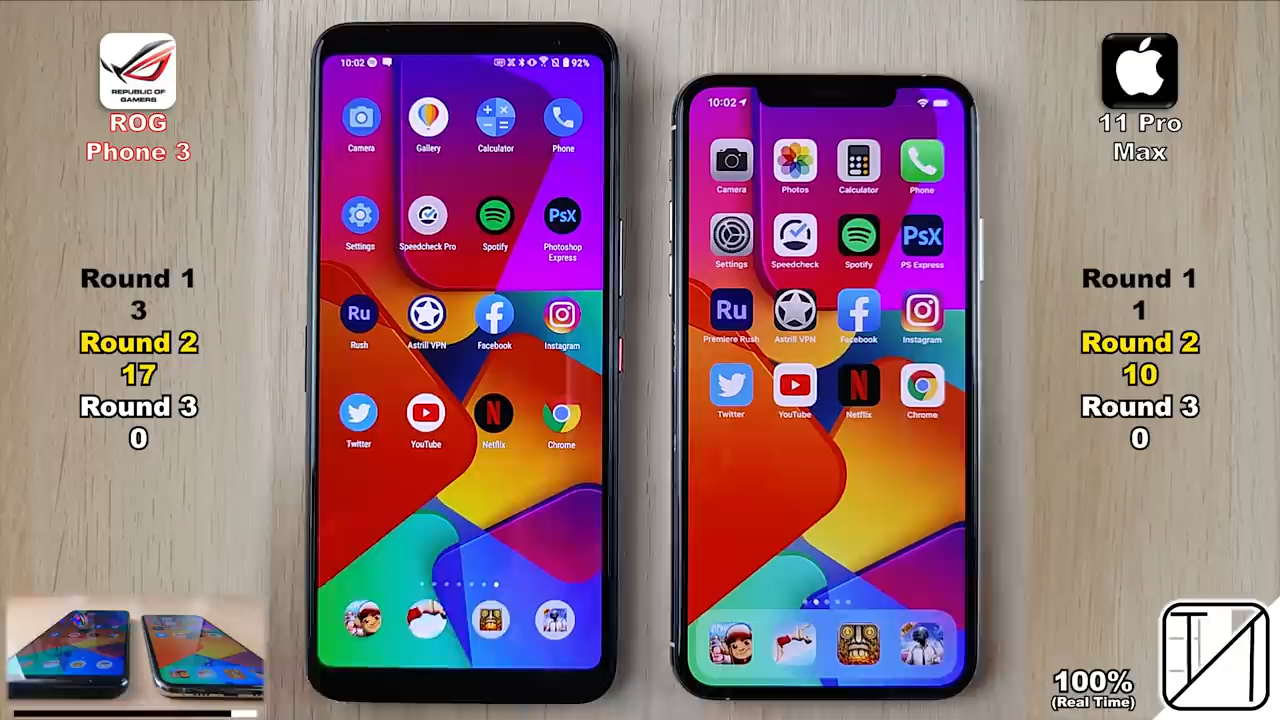 REPUBLIC OF
GAMERS
ROG
Phone 3
Round 1
3
Round 2
17
Round 3
0
10:02
92%
Camera
Gallery
Calculator
Phone
Settings
Speedcheck Pro
Spotify
PsX
Photoshop
Express
Ru
Rush
Astrill VPN
Facebook
Instagram
Twitter
YouTube
Netflix
Chrome
10:02
Camera
Photos
Calculator
Phone
Settings
Speedcheck
Spotify
PsX
PS Express
Ru
Premiere Rush
Astrill VPN
Facebook
Instagram
Twitter
YouTube
Netflix
Chrome
11 Pro
Max
Round 1
1
Round 2
10
Round 3
0
100%
(Real Time)